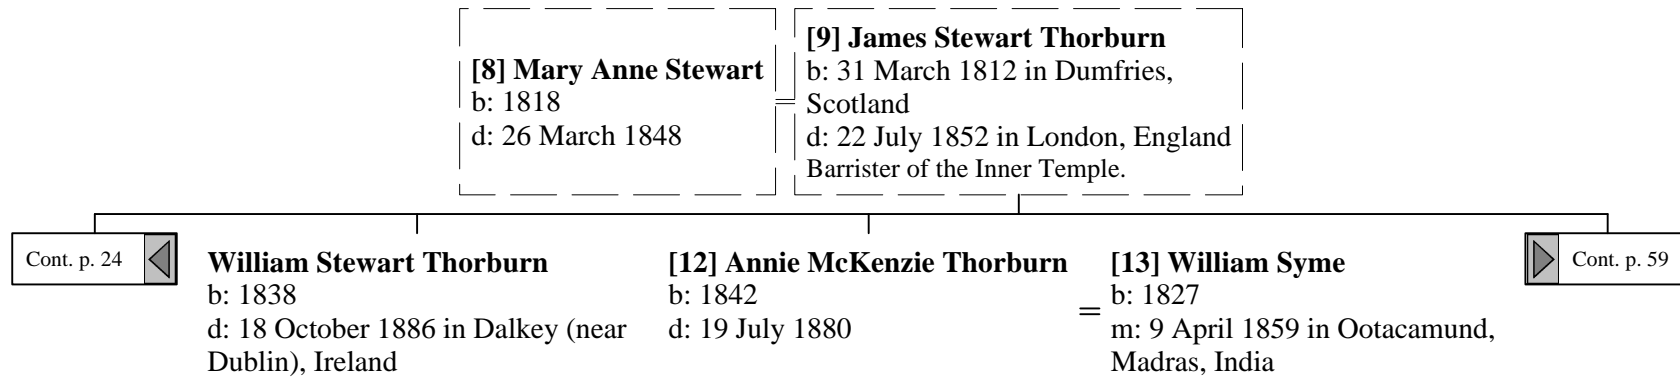 [8] Mary Anne Stewart
b: 1818
d: 26 March 1848
[9] James Stewart Thorburn
b: 31 March 1812 in Dumfries,
Scotland
d: 22 July 1852 in London, England
Barrister of the Inner Temple.
=
Cont. p. 24
William Stewart Thorburn
b: 1838
d: 18 October 1886 in Dalkey (near
Dublin), Ireland
[12] Annie McKenzie Thorburn
b: 1842
d: 19 July 1880
=
[13] William Syme
b: 1827
m: 9 April 1859 in Ootacamund,
Madras, India
Cont. p. 59